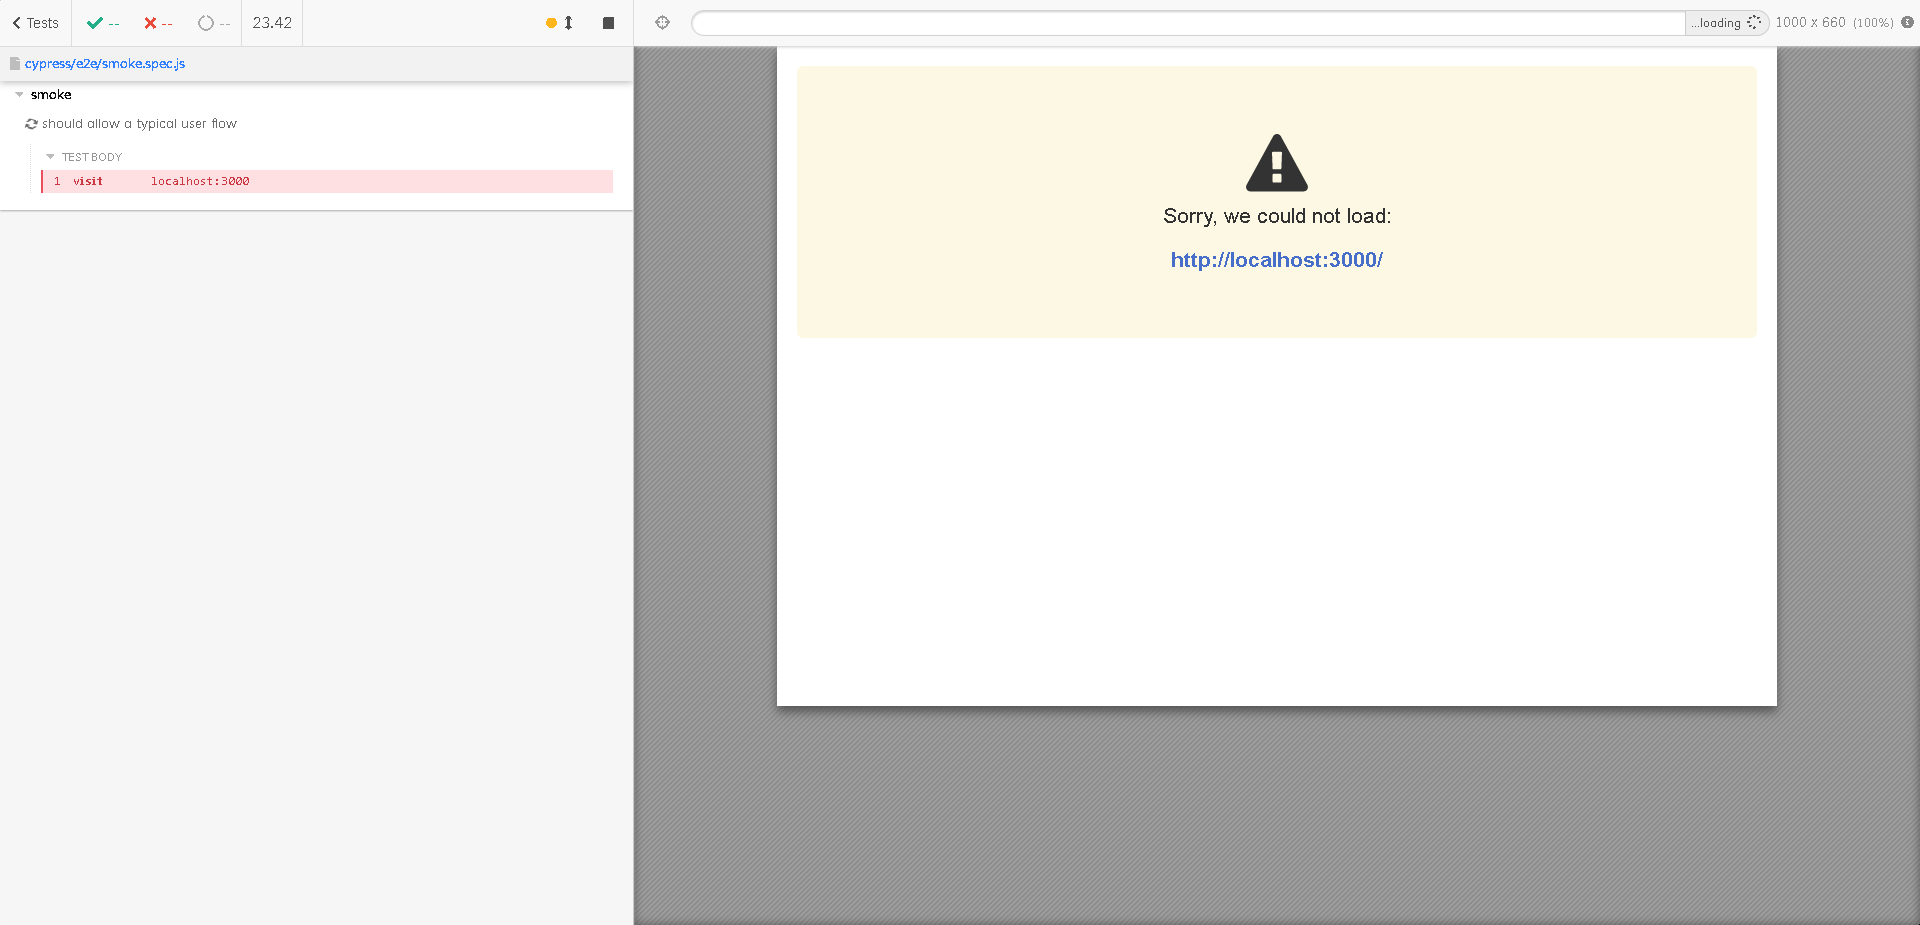 Tests -- -- -- 23.42
cypress/e2e/smoke.spec.js
smoke
should allow a typical user flow
TEST BODY
1 visit localhost:3000
...loading 1000 x 660 (100%)
Sorry, we could not load:
http://localhost:3000/